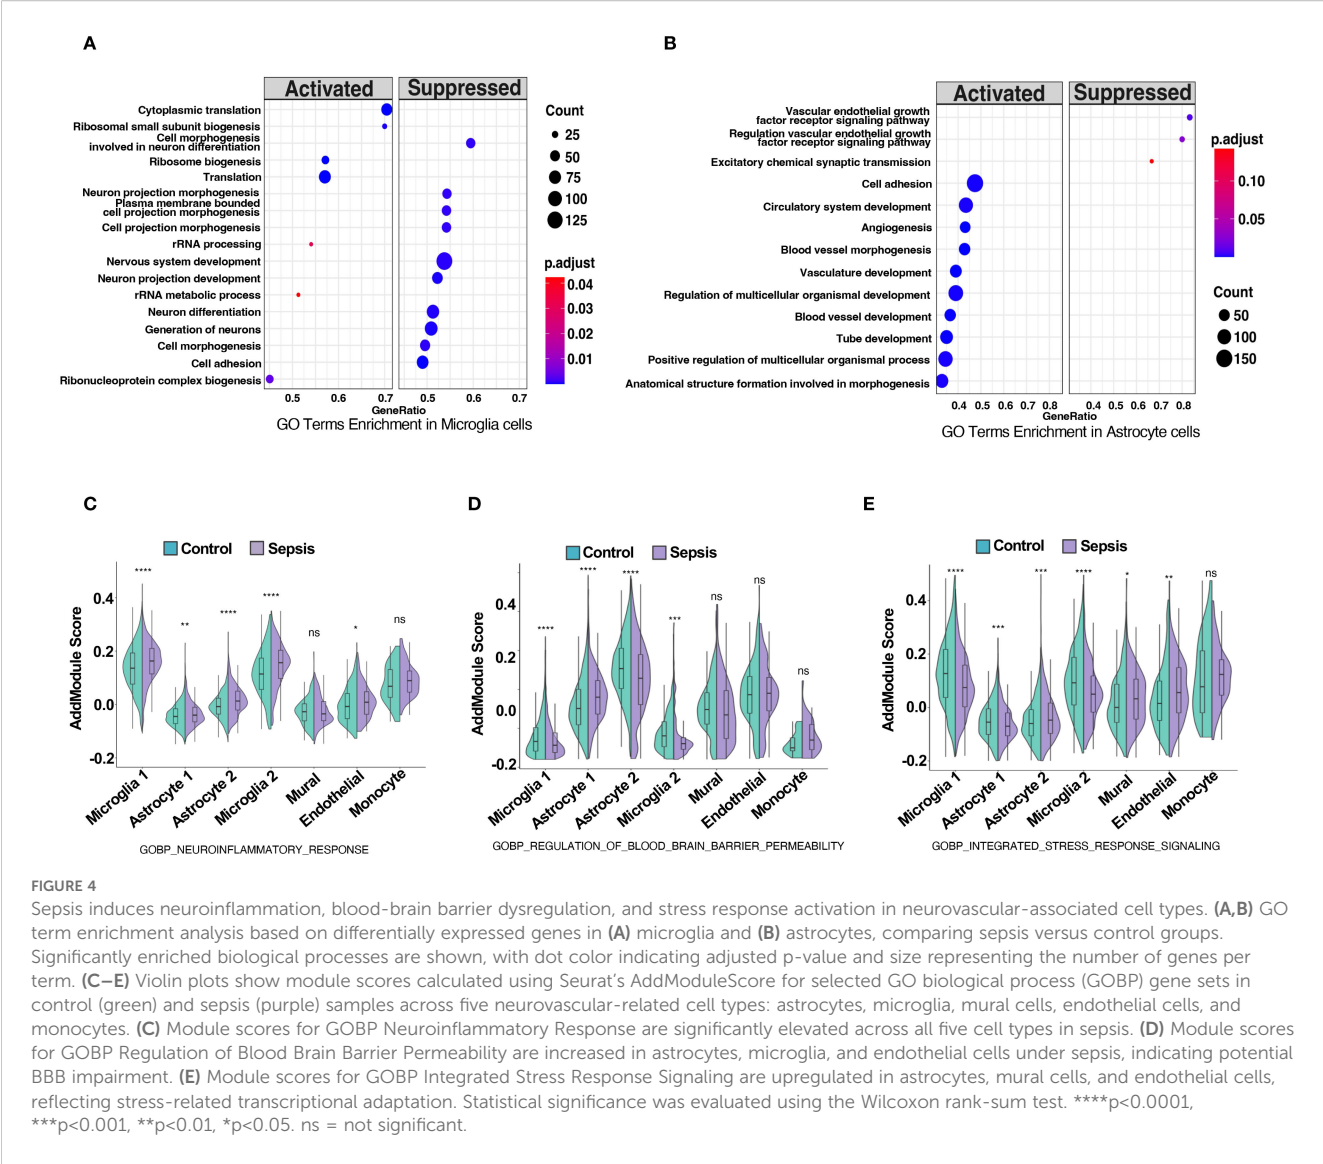 A
Activated
Suppressed
Cytoplasmic translation
Ribosomal small subunit biogenesis
Cell morphogenesis
involved in neuron differentiation
Ribosome biogenesis
Translation
Neuron projection morphogenesis
Plasma membrane bounded
cell projection morphogenesis
Cell projection morphogenesis
rRNA processing
Nervous system development
Neuron projection development
rRNA metabolic process
Neuron differentiation
Generation of neurons
Cell morphogenesis
Cell adhesion
Ribonucleoprotein complex biogenesis
0.5 0.6 0.7 0.5 0.6 0.7
GeneRatio
GO Terms Enrichment in Microglia cells
Count
25
50
75
100
125
p.adjust
0.04
0.03
0.02
0.01
B
Activated
Suppressed
Vascular endothelial growth
factor receptor signaling pathway
Regulation vascular endothelial growth
factor receptor signaling pathway
Excitatory chemical synaptic transmission
Cell adhesion
Circulatory system development
Angiogenesis
Blood vessel morphogenesis
Vasculature development
Regulation of multicellular organismal development
Blood vessel development
Tube development
Positive regulation of multicellular organismal process
Anatomical structure formation involved in morphogenesis
0.4 0.5 0.6 0.7 0.8 0.4 0.5 0.6 0.7 0.8
GeneRatio
GO Terms Enrichment in Astrocyte cells
p.adjust
0.10
0.05
Count
50
100
150
C
Control Sepsis
AddModule Score
0.4
0.2
0.0
-0.2
**** ** **** **** ns * ns
Microglia 1
Astrocyte 1
Astrocyte 2
Microglia 2
Mural
Endothelial
Monocyte
GOBP_NEUROINFLAMMATORY_RESPONSE
D
Control Sepsis
AddModule Score
0.4
0.2
0.0
-0.2
**** **** **** *** ns ns ns
Microglia 1
Astrocyte 1
Astrocyte 2
Microglia 2
Mural
Endothelial
Monocyte
GOBP_REGULATION_OF_BLOOD_BRAIN_BARRIER_PERMEABILITY
E
Control Sepsis
AddModule Score
0.4
0.2
0.0
-0.2
**** *** *** **** * ** ns
Microglia 1
Astrocyte 1
Astrocyte 2
Microglia 2
Mural
Endothelial
Monocyte
GOBP_INTEGRATED_STRESS_RESPONSE_SIGNALING
FIGURE 4
Sepsis induces neuroinflammation, blood-brain barrier dysregulation, and stress response activation in neurovascular-associated cell types. (A,B) GO
term enrichment analysis based on differentially expressed genes in (A) microglia and (B) astrocytes, comparing sepsis versus control groups.
Significantly enriched biological processes are shown, with dot color indicating adjusted p-value and size representing the number of genes per
term. (C–E) Violin plots show module scores calculated using Seurat's AddModuleScore for selected GO biological process (GOBP) gene sets in
control (green) and sepsis (purple) samples across five neurovascular-related cell types: astrocytes, microglia, mural cells, endothelial cells, and
monocytes. (C) Module scores for GOBP Neuroinflammatory Response are significantly elevated across all five cell types in sepsis. (D) Module scores
for GOBP Regulation of Blood Brain Barrier Permeability are increased in astrocytes, microglia, and endothelial cells under sepsis, indicating potential
BBB impairment. (E) Module scores for GOBP Integrated Stress Response Signaling are upregulated in astrocytes, mural cells, and endothelial cells,
reflecting stress-related transcriptional adaptation. Statistical significance was evaluated using the Wilcoxon rank-sum test. ****p<0.0001,
***p<0.001, **p<0.01, *p<0.05. ns = not significant.